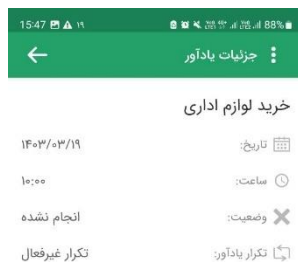 15:47 ۱۹ 88%
جزئیات یادآور
خرید لوازم اداری
تاریخ: ۱۴۰۳/۰۳/۱۹
ساعت: ۱۰:۰۰
وضعیت: انجام نشده
تکرار یادآور: تکرار غیرفعال